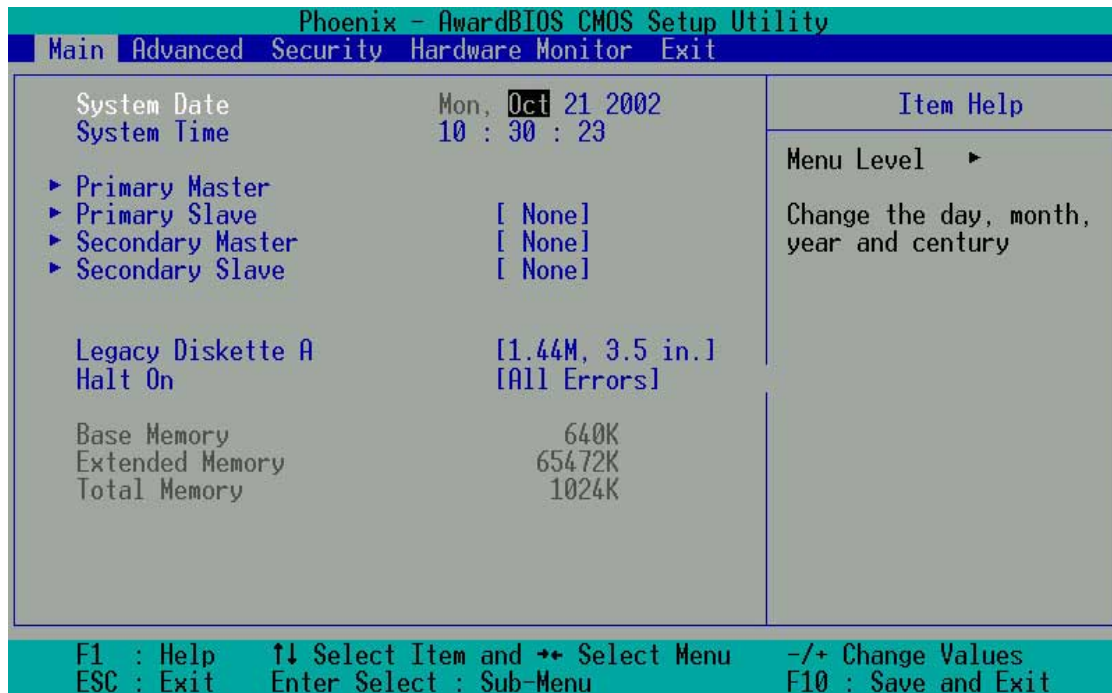 Phoenix - AwardBIOS CMOS Setup Utility
Main Advanced Security Hardware Monitor Exit
System Date Mon, Oct 21 2002
System Time 10 : 30 : 23
▶ Primary Master
▶ Primary Slave [ None]
▶ Secondary Master [ None]
▶ Secondary Slave [ None]
Legacy Diskette A [1.44M, 3.5 in.]
Halt On [All Errors]
Base Memory 640K
Extended Memory 65472K
Total Memory 1024K
Item Help
Menu Level ▶
Change the day, month,
year and century
F1 : Help ↑↓ Select Item and →← Select Menu -/+ Change Values
ESC : Exit Enter Select : Sub-Menu F10 : Save and Exit